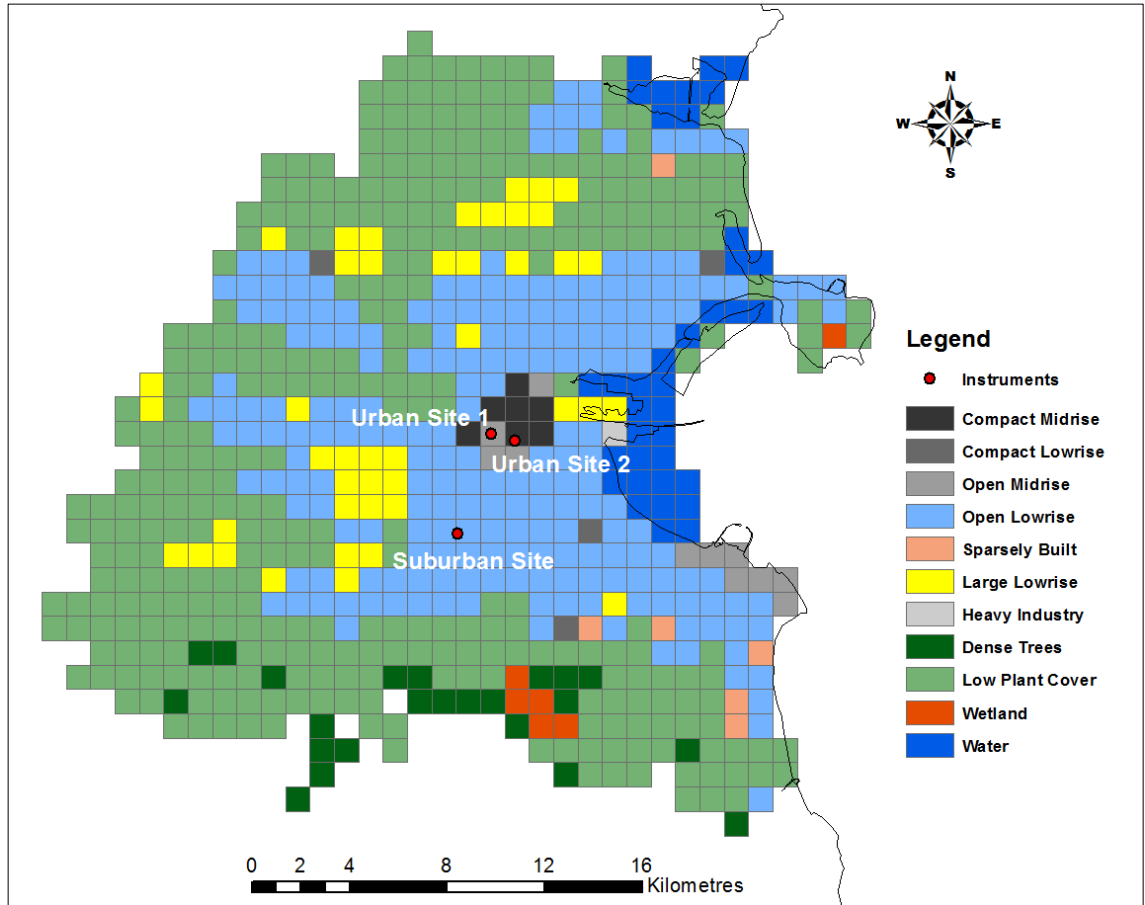 N
W E
S
Legend
Instruments
Urban Site 1
Compact Midrise
Urban Site 2
Compact Lowrise
Open Midrise
Open Lowrise
Suburban Site
Sparsely Built
Large Lowrise
Heavy Industry
Dense Trees
Low Plant Cover
Wetland
Water
0 2 4 8 12 16
Kilometres